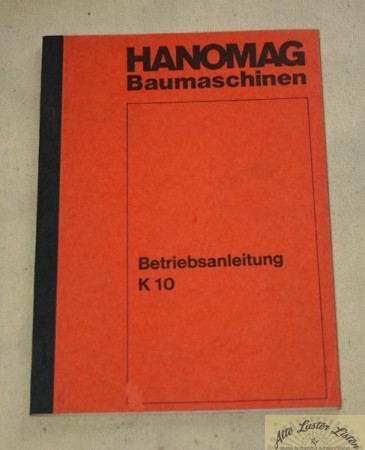 HANOMAG
Baumaschinen
Betriebsanleitung
K 10
Alte Laster Listen